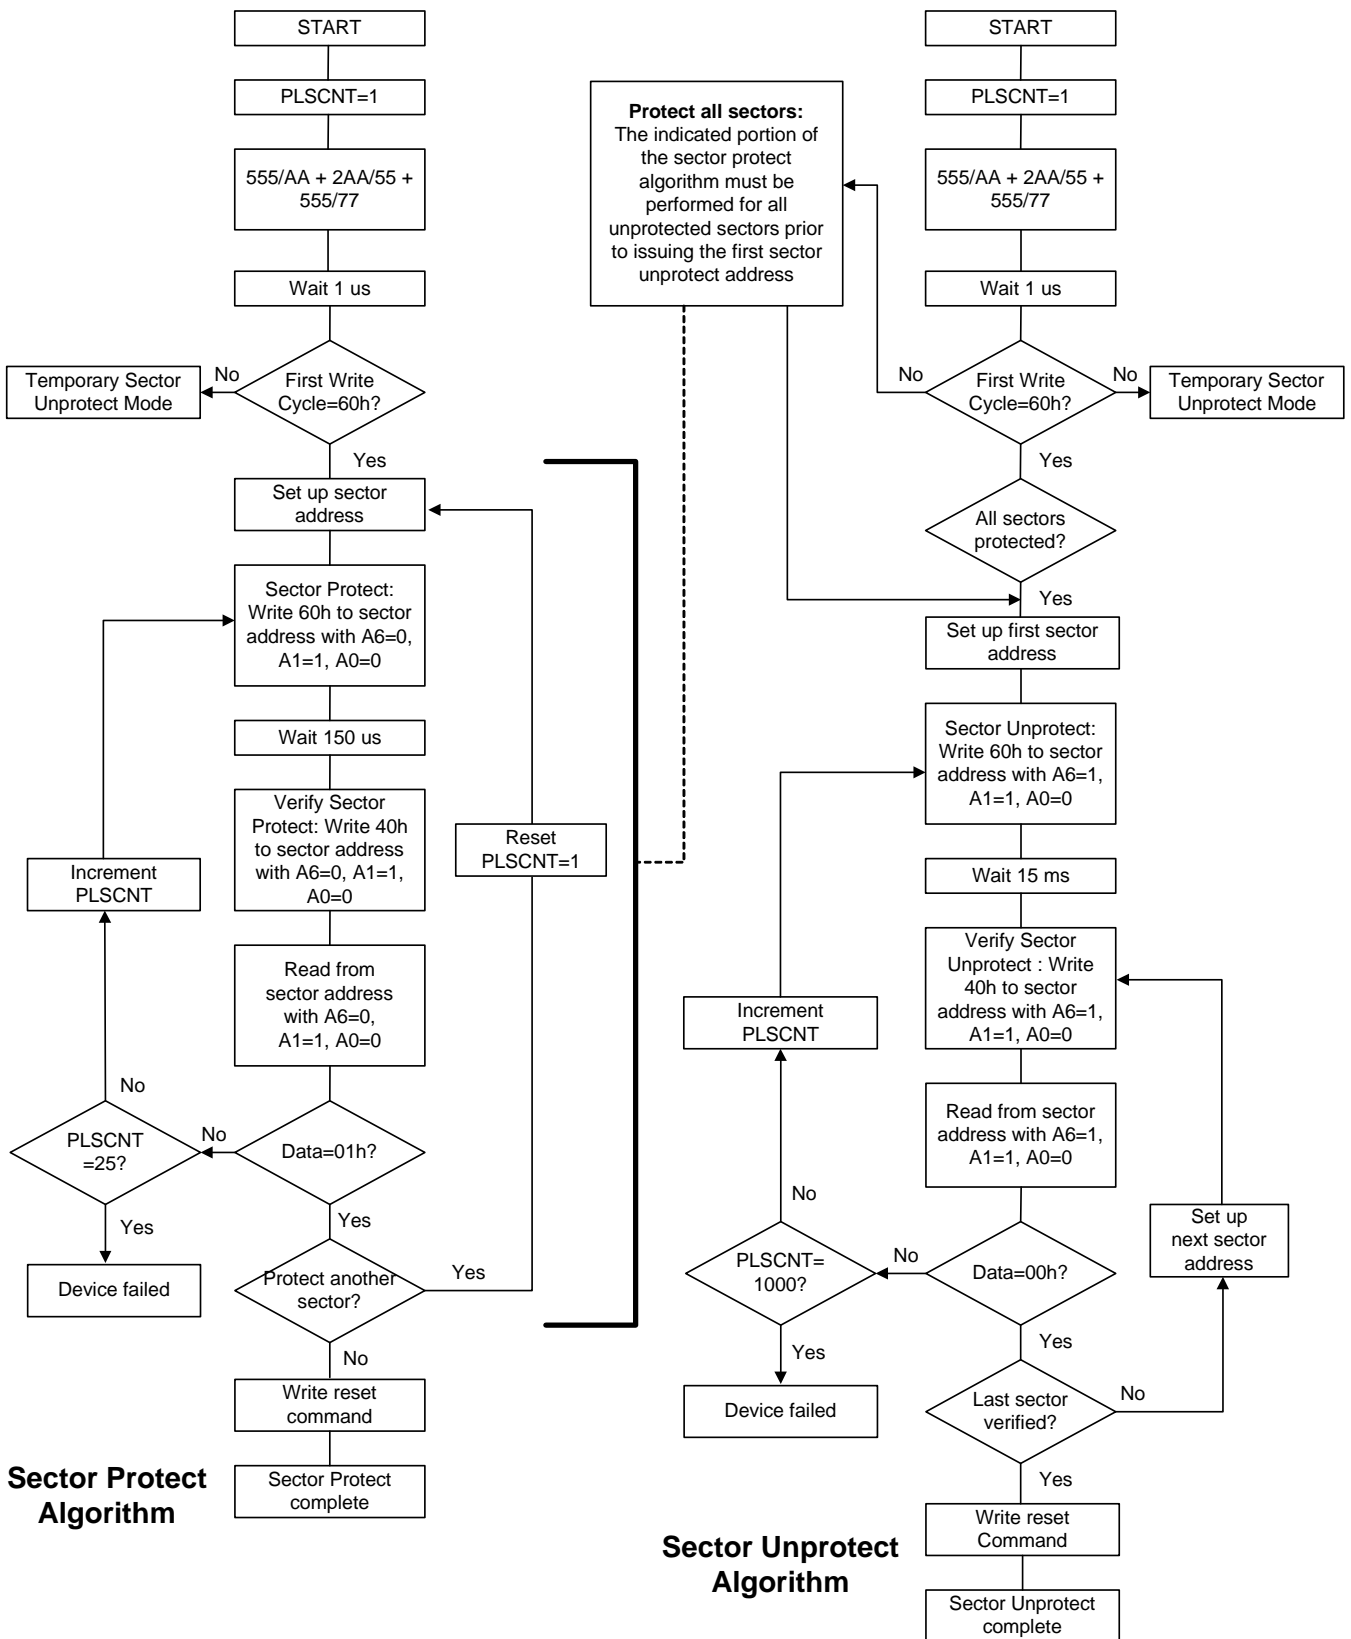 START
PLSCNT=1
555/AA + 2AA/55 +
555/77
Wait 1 us
First Write
Cycle=60h?
No
Temporary Sector
Unprotect Mode
Yes
Set up sector
address
Sector Protect:
Write 60h to sector
address with A6=0,
A1=1, A0=0
Wait 150 us
Verify Sector
Protect: Write 40h
to sector address
with A6=0, A1=1,
A0=0
Reset
PLSCNT=1
Increment
PLSCNT
Read from
sector address
with A6=0,
A1=1, A0=0
No
PLSCNT
=25?
No
Data=01h?
Yes
Yes
Device failed
Protect another
sector?
Yes
No
Write reset
command
Sector Protect
complete
Sector Protect
Algorithm
Protect all sectors:
The indicated portion of
the sector protect
algorithm must be
performed for all
unprotected sectors prior
to issuing the first sector
unprotect address
START
PLSCNT=1
555/AA + 2AA/55 +
555/77
Wait 1 us
No
First Write
Cycle=60h?
No
Temporary Sector
Unprotect Mode
Yes
All sectors
protected?
Yes
Set up first sector
address
Sector Unprotect:
Write 60h to sector
address with A6=1,
A1=1, A0=0
Wait 15 ms
Verify Sector
Unprotect : Write
40h to sector
address with A6=1,
A1=1, A0=0
Increment
PLSCNT
Read from sector
address with A6=1,
A1=1, A0=0
No
PLSCNT=
1000?
No
Data=00h?
Set up
next sector
address
Yes
Yes
Device failed
Last sector
verified?
No
Yes
Write reset
Command
Sector Unprotect
complete
Sector Unprotect
Algorithm